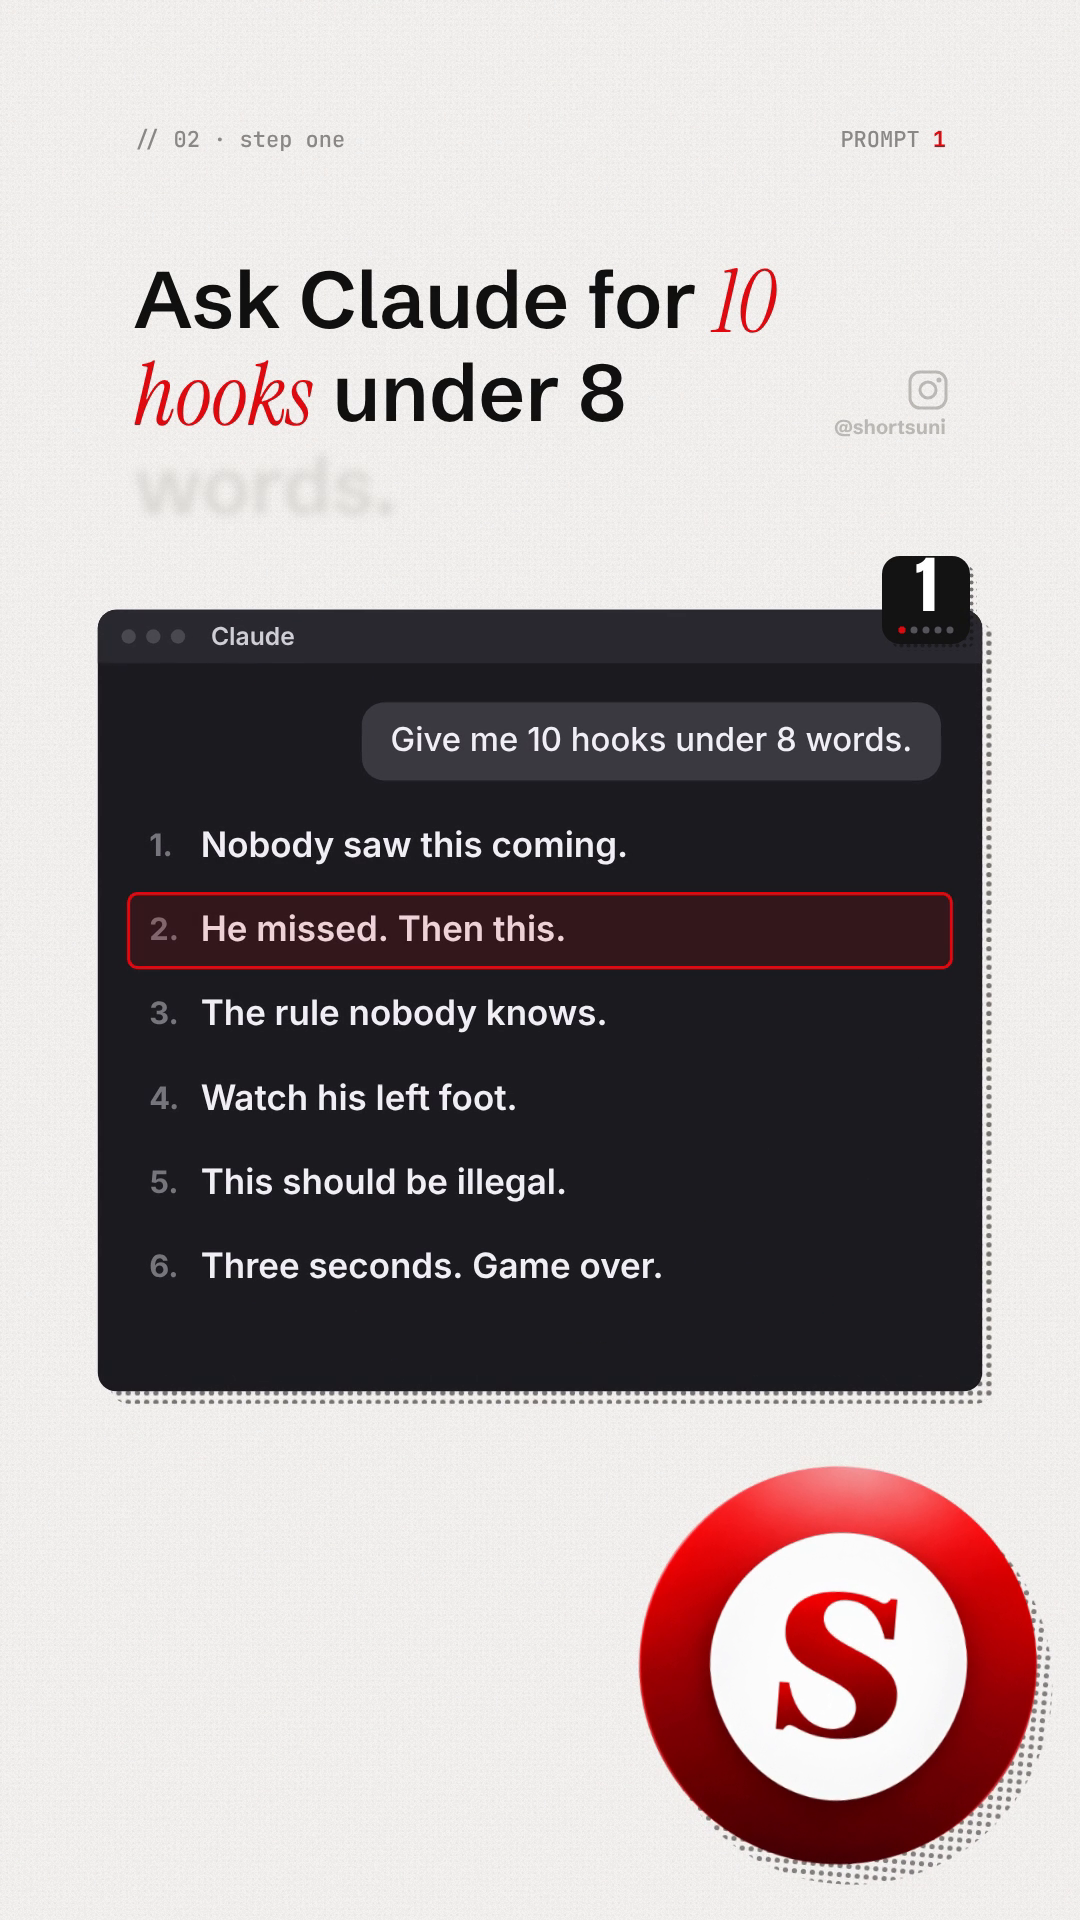 // 02 · step one
PROMPT 1
Ask Claude for 10
hooks under 8
words.
@shortsuni
1
Claude
Give me 10 hooks under 8 words.
1. Nobody saw this coming.
2. He missed. Then this.
3. The rule nobody knows.
4. Watch his left foot.
5. This should be illegal.
6. Three seconds. Game over.
S